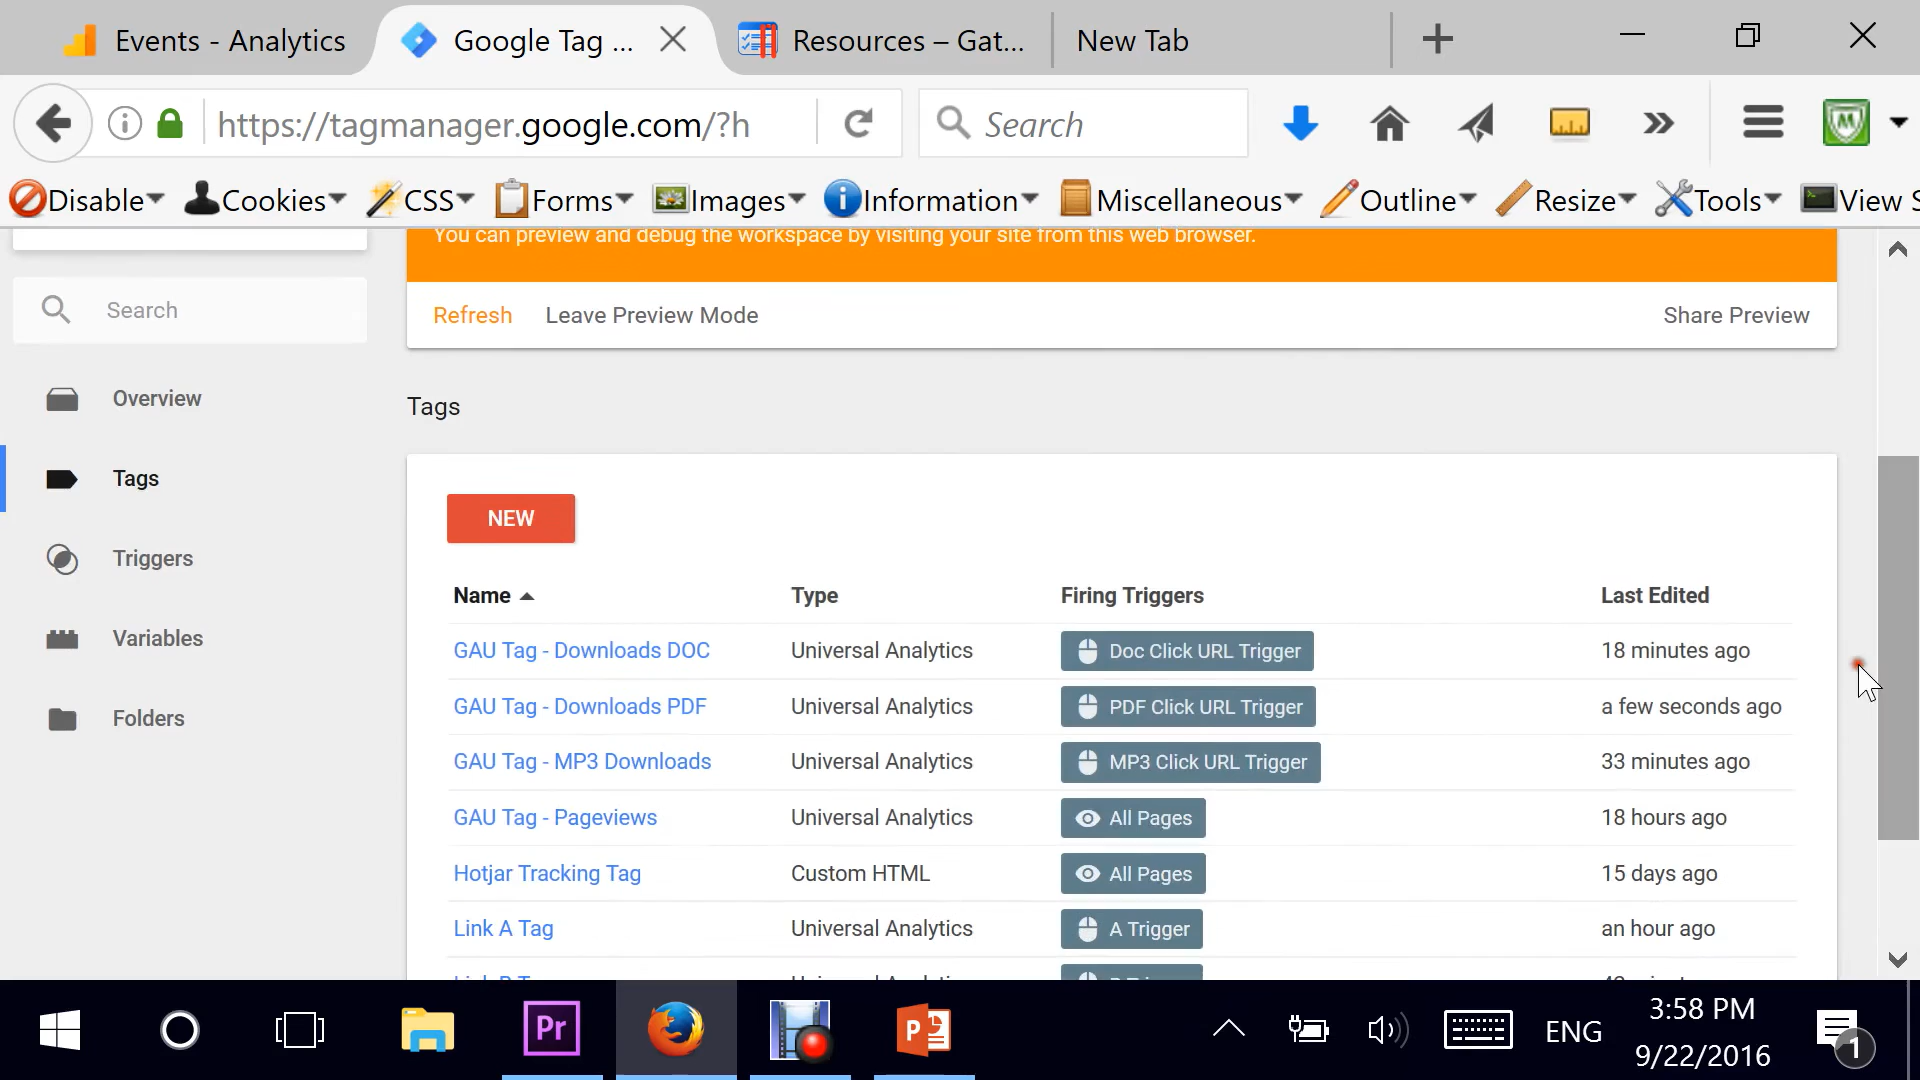 Events - Analytics
Google Tag ...
Resources – Gat...
New Tab
https://tagmanager.google.com/?h
Search
Disable
Cookies
CSS
Forms
Images
Information
Miscellaneous
Outline
Resize
Tools
View S
You can preview and debug the workspace by visiting your site from this web browser.
Refresh
Leave Preview Mode
Share Preview
Search
Overview
Tags
Triggers
Variables
Folders
Tags
NEW
Name Type Firing Triggers Last Edited
GAU Tag - Downloads DOC Universal Analytics Doc Click URL Trigger 18 minutes ago
GAU Tag - Downloads PDF Universal Analytics PDF Click URL Trigger a few seconds ago
GAU Tag - MP3 Downloads Universal Analytics MP3 Click URL Trigger 33 minutes ago
GAU Tag - Pageviews Universal Analytics All Pages 18 hours ago
Hotjar Tracking Tag Custom HTML All Pages 15 days ago
Link A Tag Universal Analytics A Trigger an hour ago
Pr
P
ENG
3:58 PM
9/22/2016
1